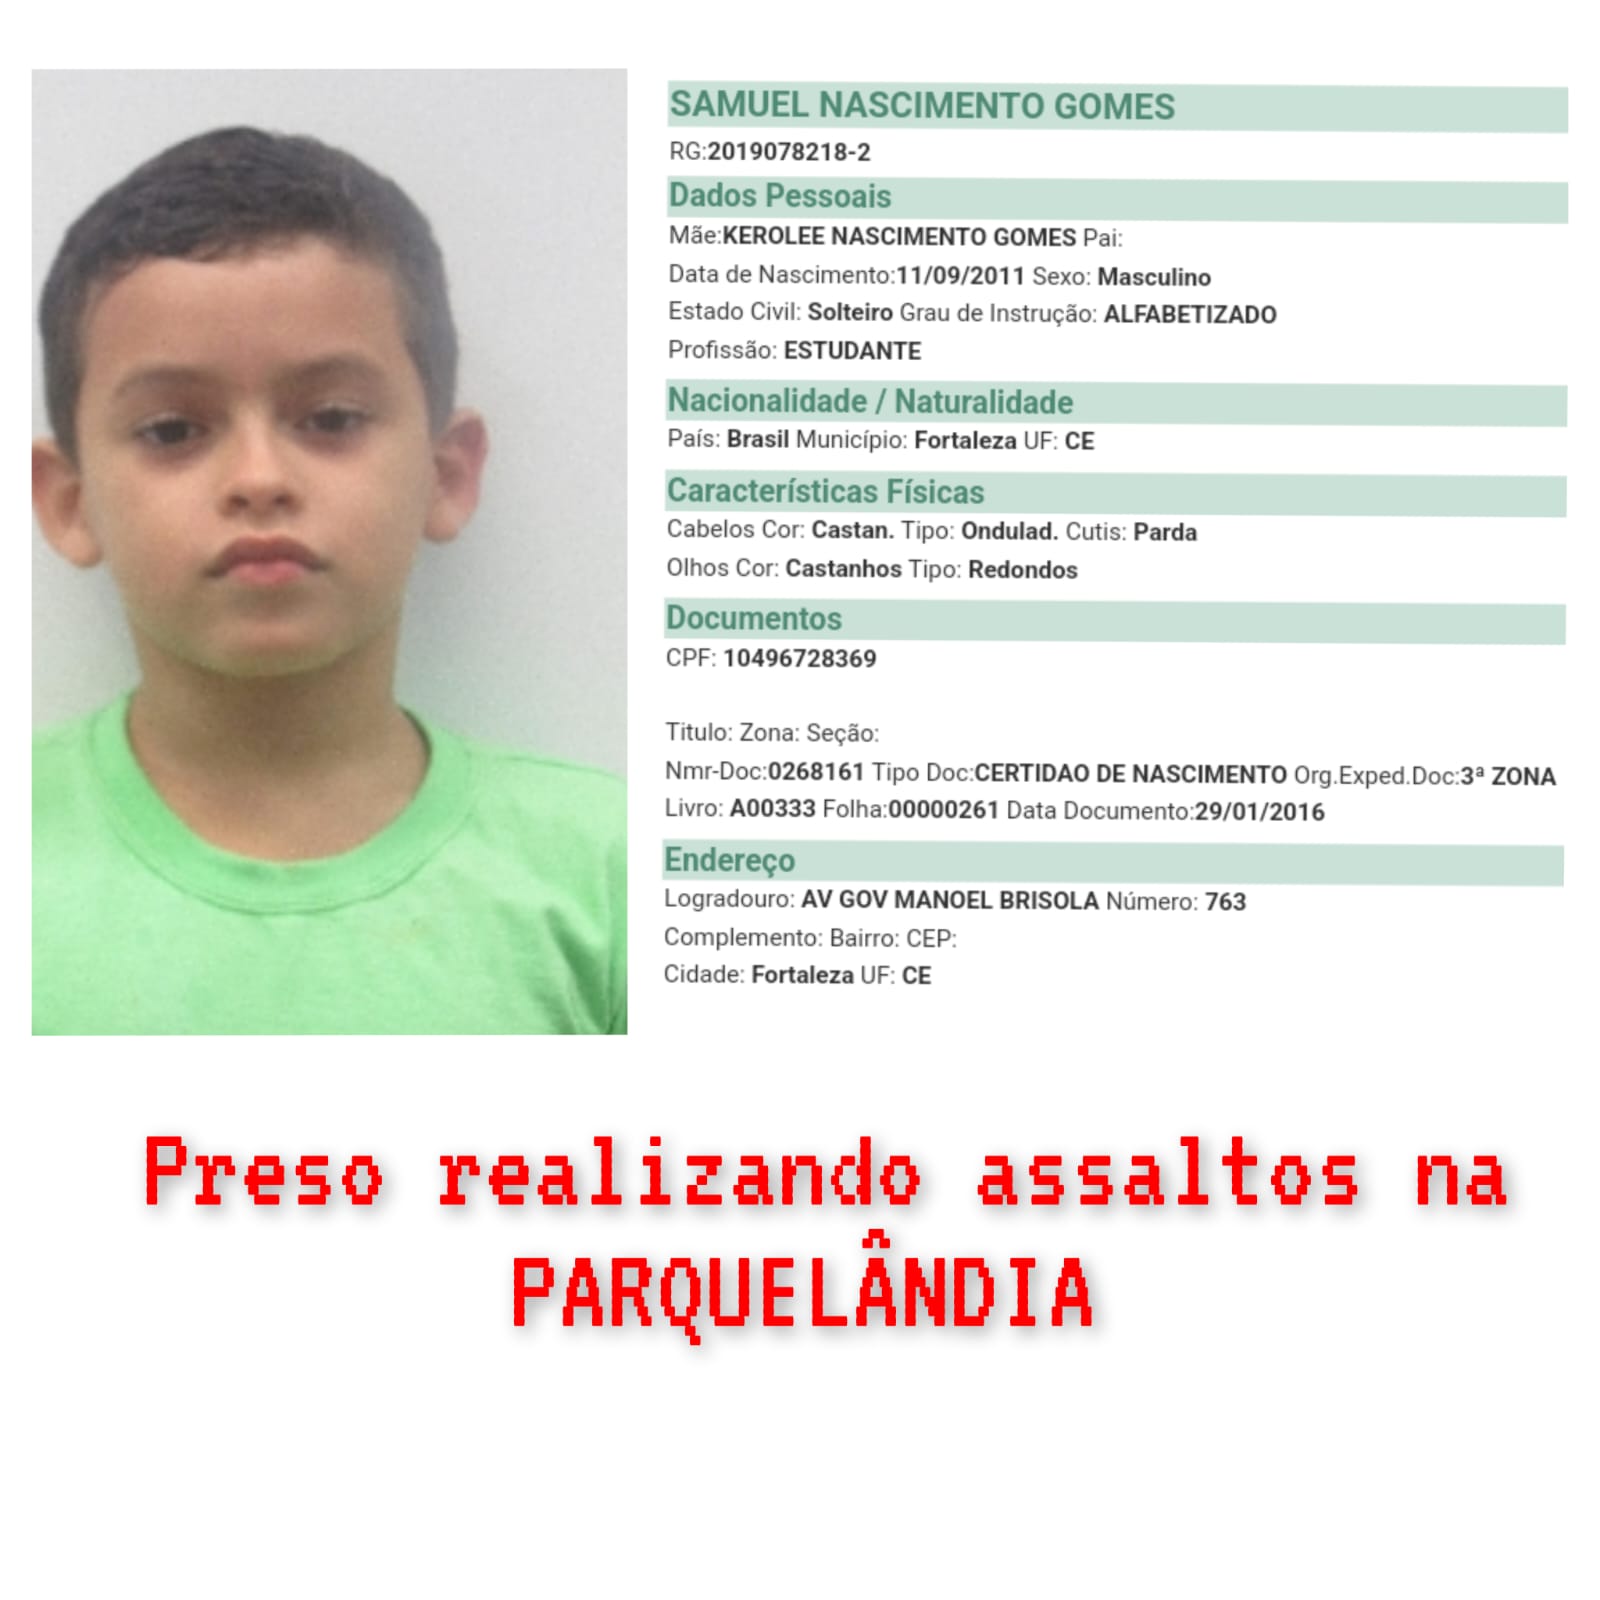 SAMUEL NASCIMENTO GOMES
RG:2019078218-2
Dados Pessoais
Mãe:KEROLEE NASCIMENTO GOMES Pai:
Data de Nascimento:11/09/2011 Sexo: Masculino
Estado Civil: Solteiro Grau de Instrução: ALFABETIZADO
Profissão: ESTUDANTE
Nacionalidade / Naturalidade
País: Brasil Município: Fortaleza UF: CE
Características Físicas
Cabelos Cor: Castan. Tipo: Ondulad. Cutis: Parda
Olhos Cor: Castanhos Tipo: Redondos
Documentos
CPF: 10496728369
Titulo: Zona: Seção:
Nmr-Doc:0268161 Tipo Doc:CERTIDAO DE NASCIMENTO Org.Exped.Doc:3ª ZONA
Livro: A00333 Folha:00000261 Data Documento:29/01/2016
Endereço
Logradouro: AV GOV MANOEL BRISOLA Número: 763
Complemento: Bairro: CEP:
Cidade: Fortaleza UF: CE
Preso realizando assaltos na
PARQUELÂNDIA